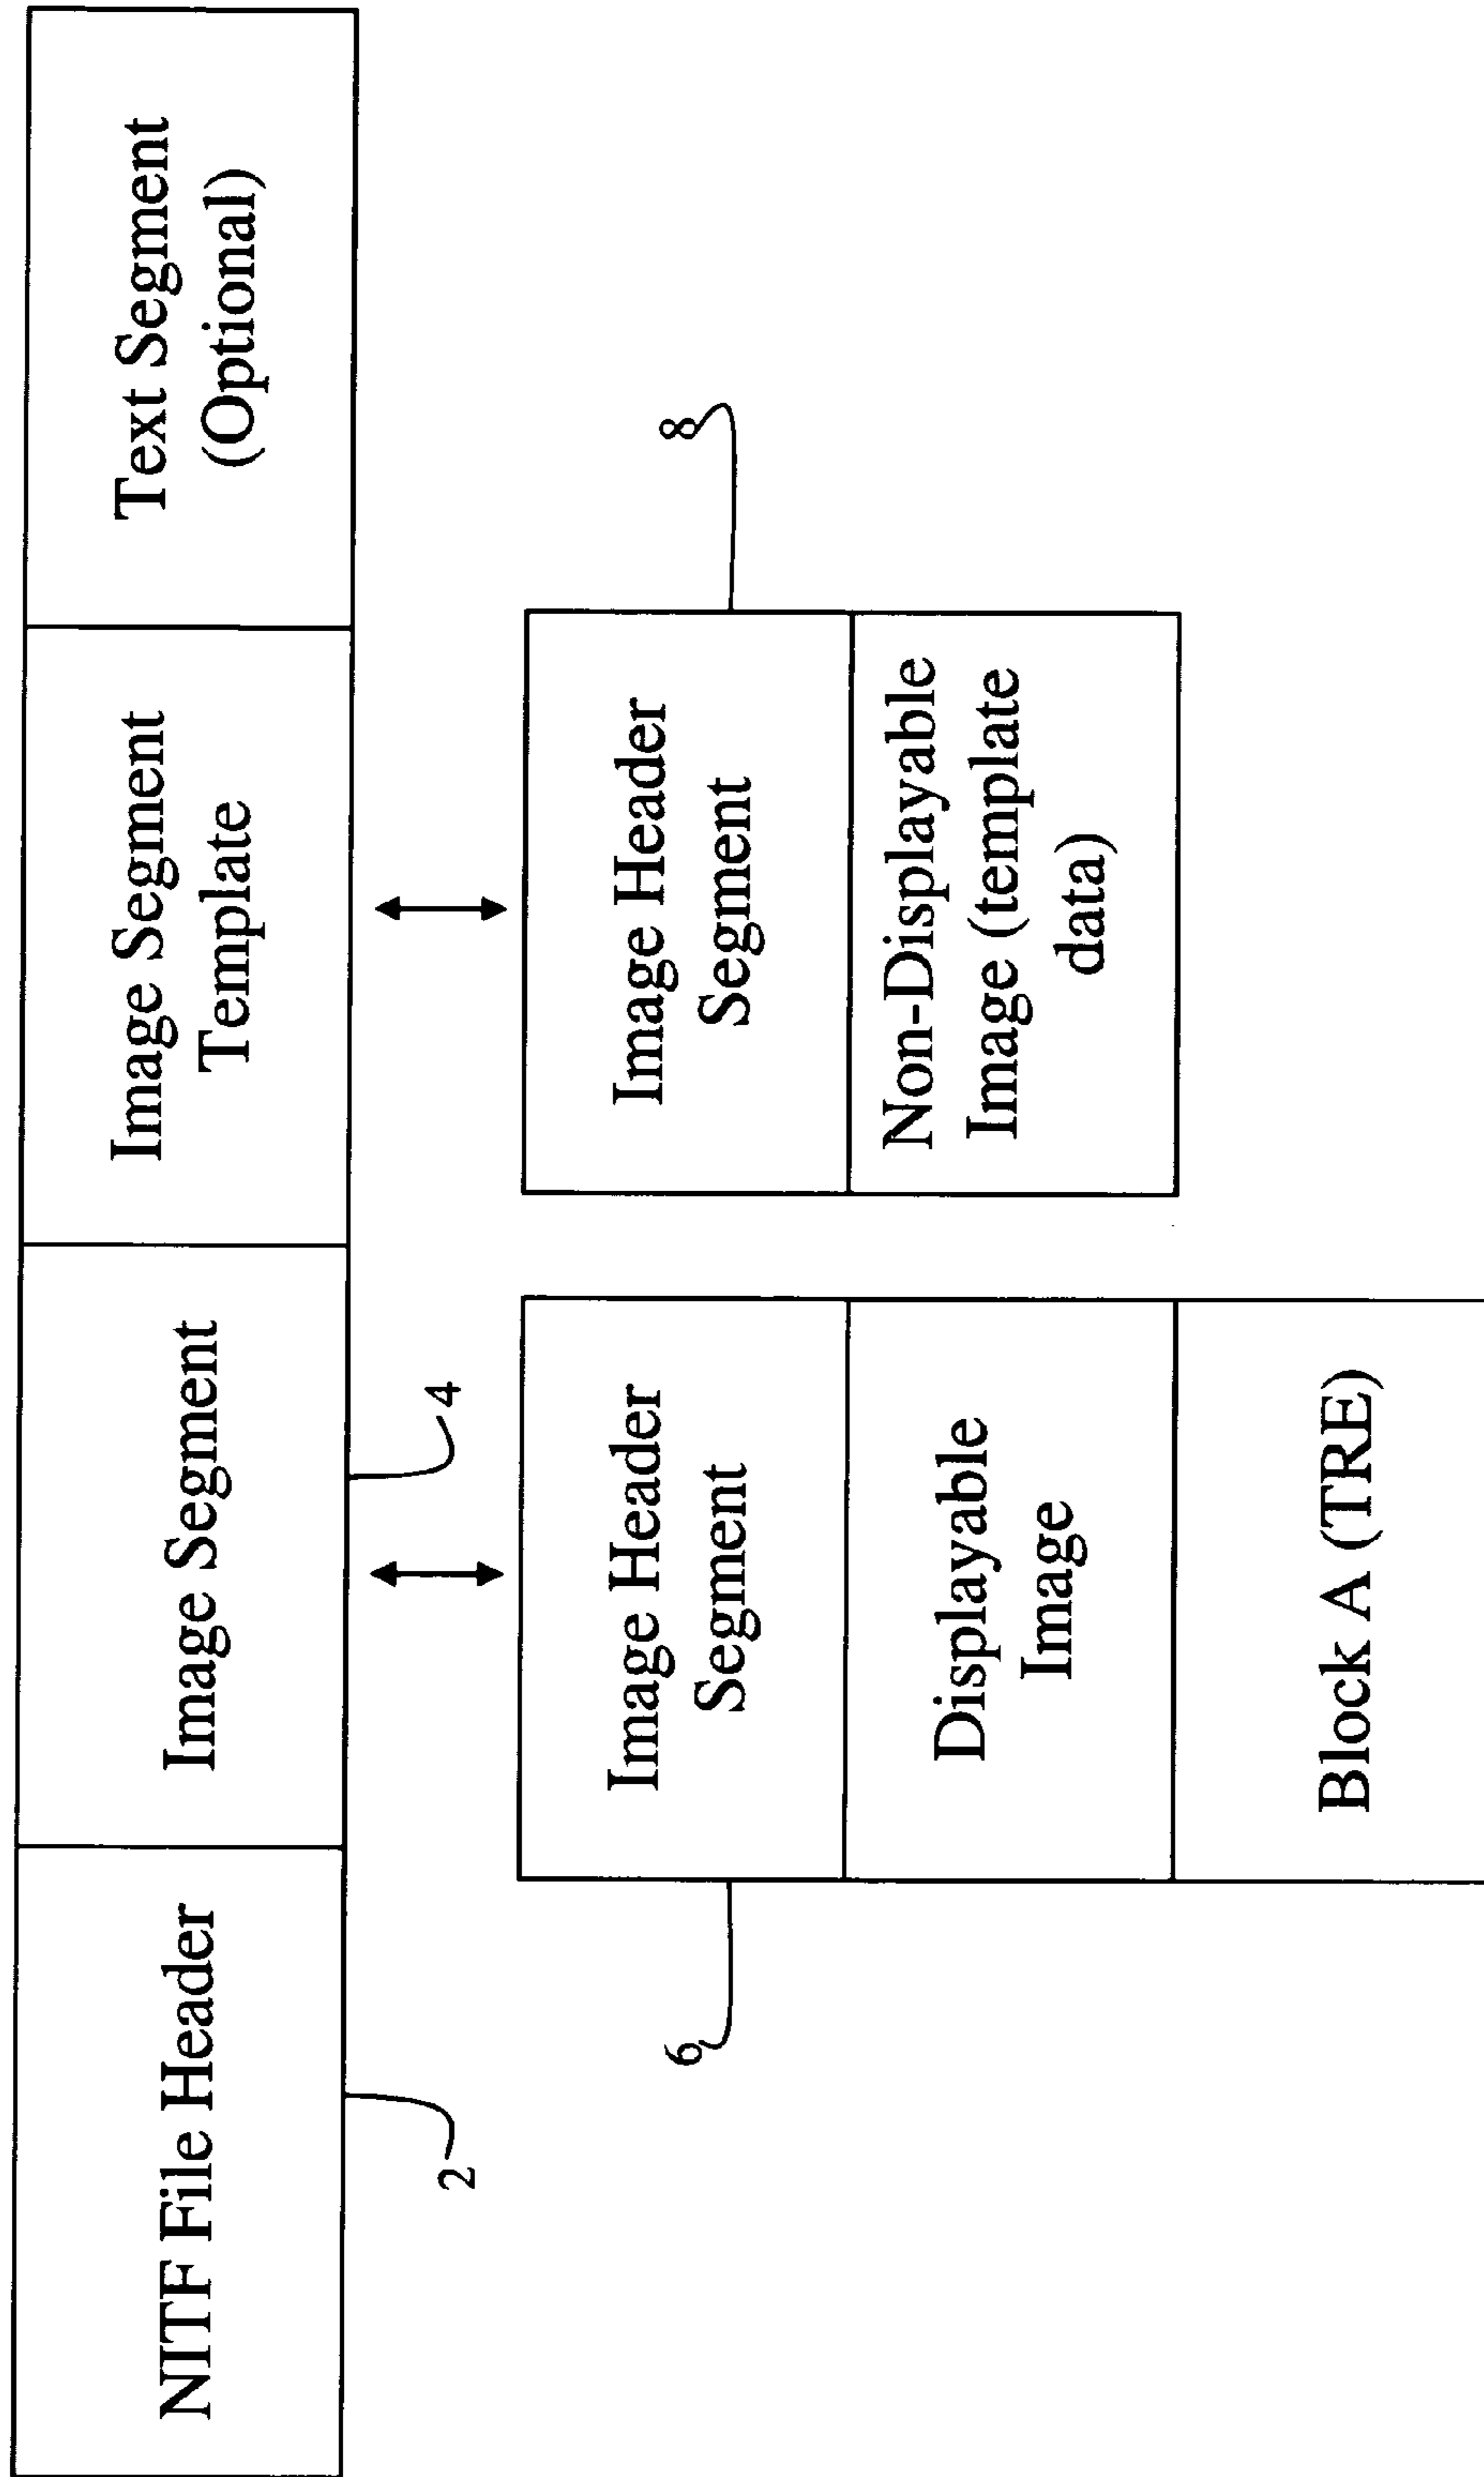 NITF File Header
Image Segment
Image Segment
Template
Text Segment
(Optional)
2
4
6
8
Image Header
Segment
Displayable
Image
Block A (TRE)
Image Header
Segment
Non-Displayable
Image (template
data)